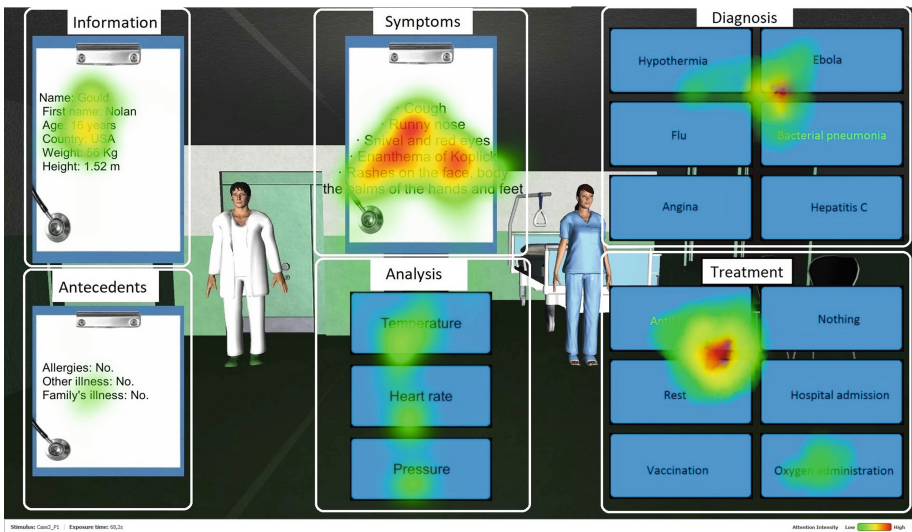 Information
Name: Gould
First name: Nolan
Age: 16 years
Country: USA
Weight: 56 Kg
Height: 1.52 m
Antecedents
Allergies: No.
Other illness: No.
Family's illness: No.
Symptoms
· Cough
· Runny nose
· Snivel and red eyes
· Enanthema of Koplick
· Rashes on the face, body
the palms of the hands and feet
Analysis
Temperature
Heart rate
Pressure
Diagnosis
Hypothermia
Ebola
Flu
Bacterial pneumonia
Angina
Hepatitis C
Treatment
Nothing
Rest
Hospital admission
Vaccination
Oxygen administration
Stimulus: Case3_P1 | Exposure time: 68,2s
Attention Intensity Low High